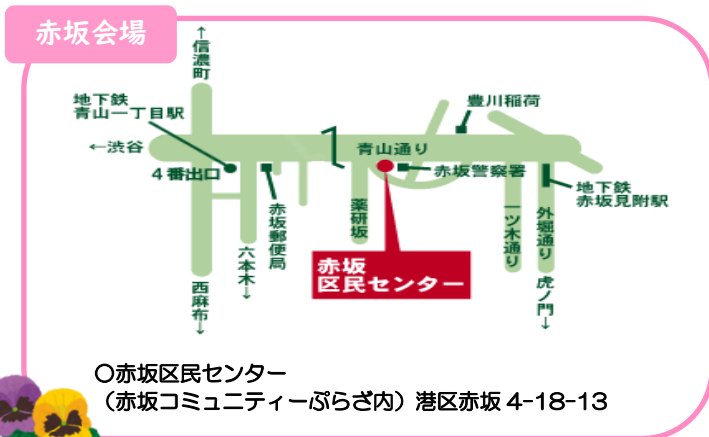 赤坂会場
↑信濃町
地下鉄
青山一丁目駅
←渋谷
4番出口
青山通り
豊川稲荷
赤坂警察署
地下鉄
赤坂見附駅
赤坂郵便局
薬研坂
一ツ木通り
外堀通り
六本木↓
西麻布↓
虎ノ門↓
赤坂
区民センター
〇赤坂区民センター
（赤坂コミュニティーぷらざ内）港区赤坂4-18-13